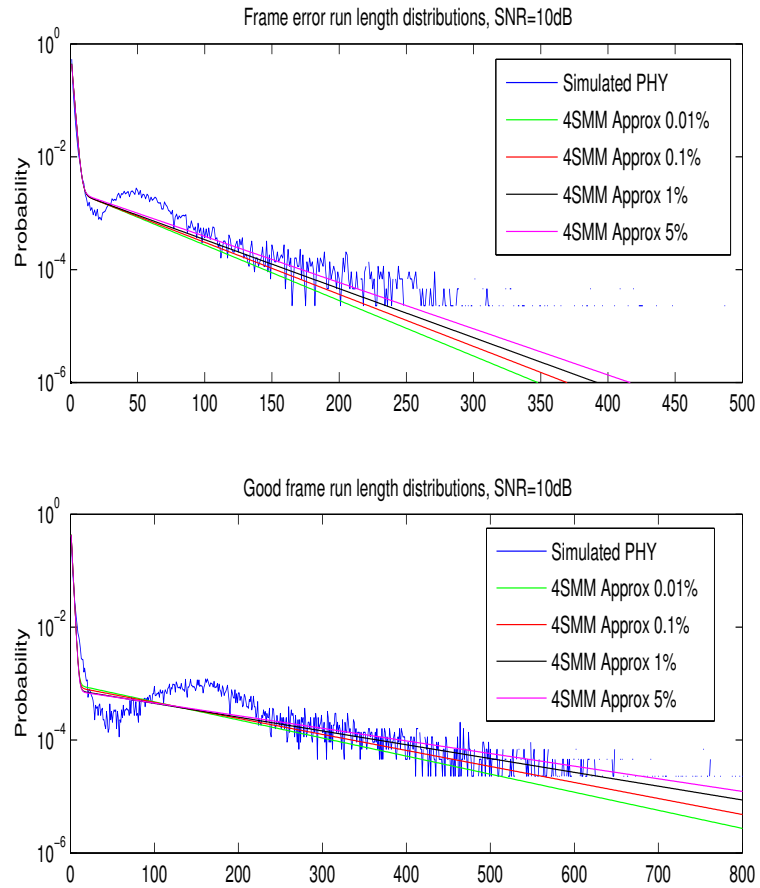 Frame error run length distributions, SNR=10dB
10^0
10^-2
10^-4
10^-6
Probability
Simulated PHY
4SMM Approx 0.01%
4SMM Approx 0.1%
4SMM Approx 1%
4SMM Approx 5%
0 50 100 150 200 250 300 350 400 450 500
Good frame run length distributions, SNR=10dB
10^0
10^-2
10^-4
10^-6
Probability
Simulated PHY
4SMM Approx 0.01%
4SMM Approx 0.1%
4SMM Approx 1%
4SMM Approx 5%
0 100 200 300 400 500 600 700 800